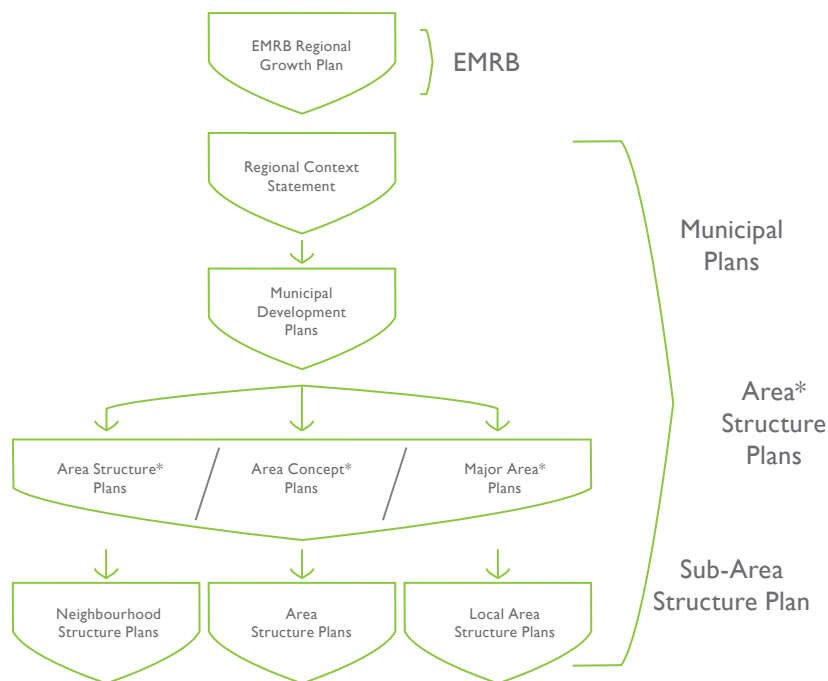 EMRB Regional
Growth Plan
EMRB
Regional Context
Statement
Municipal
Plans
Municipal
Development
Plans
Area*
Structure
Plans
Area Structure*
Plans
Area Concept*
Plans
Major Area*
Plans
Sub-Area
Structure Plan
Neighbourhood
Structure Plans
Area
Structure Plans
Local Area
Structure Plans